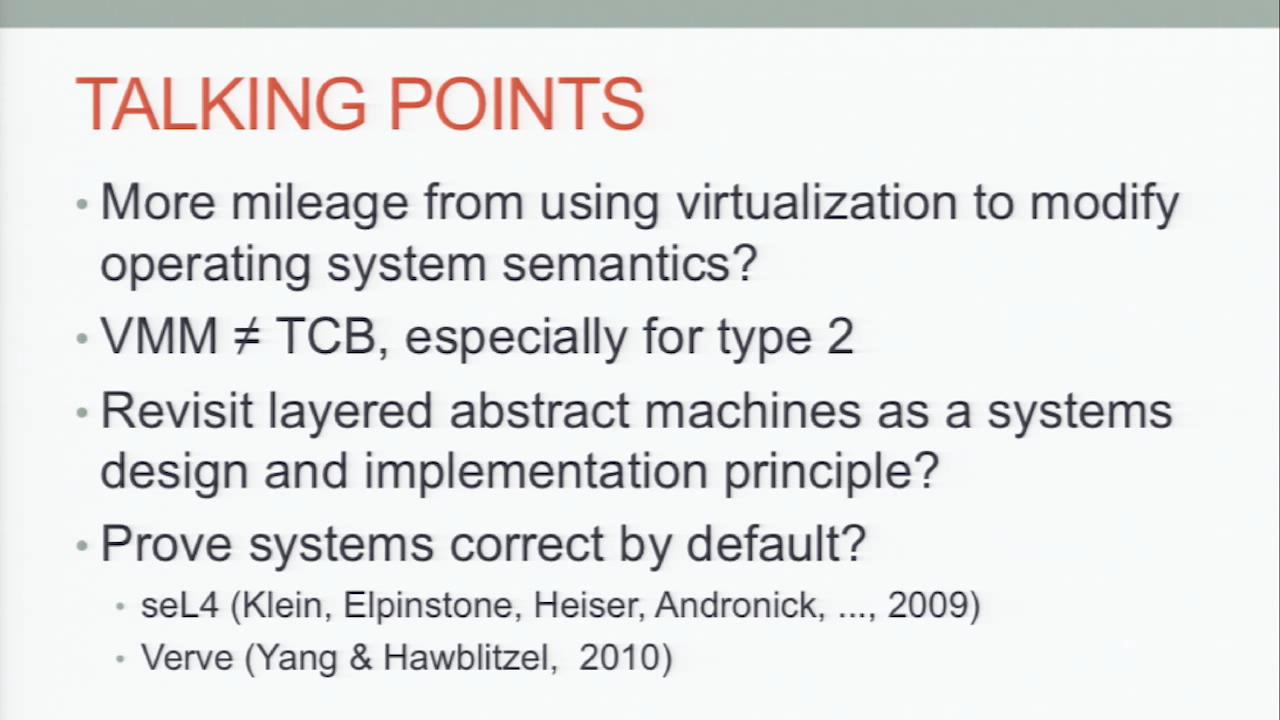 TALKING POINTS
• More mileage from using virtualization to modify
operating system semantics?
• VMM ≠ TCB, especially for type 2
• Revisit layered abstract machines as a systems
design and implementation principle?
• Prove systems correct by default?
• seL4 (Klein, Elpinstone, Heiser, Andronick, ..., 2009)
• Verve (Yang & Hawblitzel, 2010)